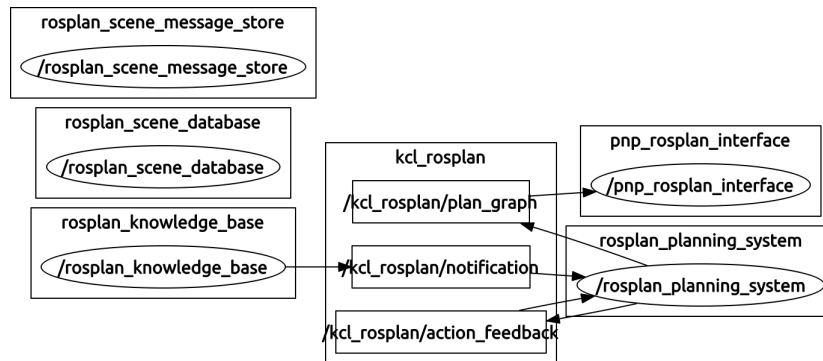 rosplan_scene_message_store
/rosplan_scene_message_store
rosplan_scene_database
/rosplan_scene_database
rosplan_knowledge_base
/rosplan_knowledge_base
kcl_rosplan
/kcl_rosplan/plan_graph
/kcl_rosplan/notification
/kcl_rosplan/action_feedback
pnp_rosplan_interface
/pnp_rosplan_interface
rosplan_planning_system
/rosplan_planning_system